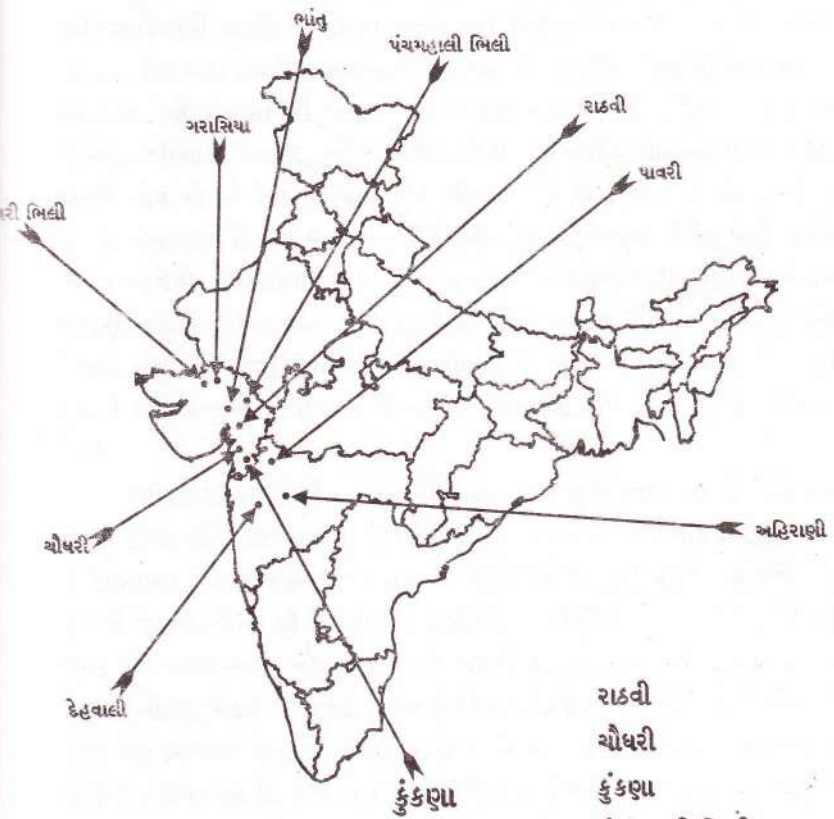 ભાંતુ
પંચમહાલી ભિલી
ગરાસિયા
રાઠવી
પાવરી
રી ભિલી
ચૌધરી
અહિરાણી
દેહવાલી
કુંકણા
રાઠવી
ચૌધરી
કુંકણા